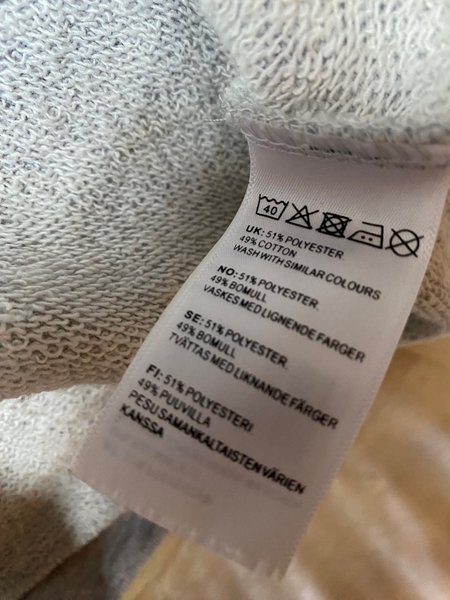 40
UK: 51% POLYESTER
49% COTTON
WASH WITH SIMILAR COLOURS
NO: 51% POLYESTER.
49% BOMULL
VASKES MED LIGNENDE FARGER
SE: 51% POLYESTER.
49% BOMULL
TVÄTTAS MED LIKNANDE FÄRGER
FI: 51% POLYESTERI.
49% PUUVILLA
PESU SAMANKALTAISTEN VÄRIEN
KANSSA